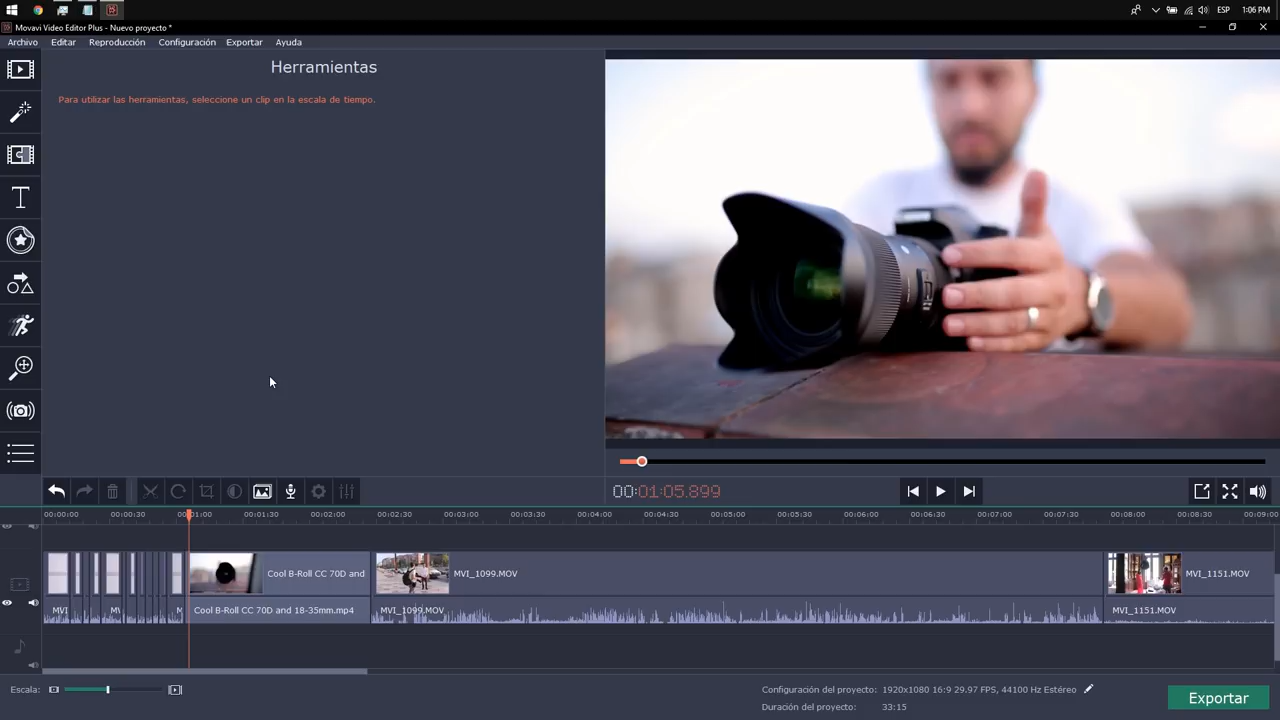 ESP 1:06 PM
Movavi Video Editor Plus - Nuevo proyecto *
Archivo Editar Reproducción Configuración Exportar Ayuda
Herramientas
Para utilizar las herramientas, seleccione un clip en la escala de tiempo.
00:01:05.899
00:00:00 00:00:30 00:01:00 00:01:30 00:02:00 00:02:30 00:03:00 00:03:30 00:04:00 00:04:30 00:05:00 00:05:30 00:06:00 00:06:30 00:07:00 00:07:30 00:08:00 00:08:30 00:09:00
Cool B-Roll CC 70D and MVI_1099.MOV MVI_1151.MOV
MVI M M Cool B-Roll CC 70D and 18-35mm.mp4 MVI_1099.MOV MVI_1151.MOV
Escala: Configuración del proyecto: 1920x1080 16:9 29.97 FPS, 44100 Hz Estéreo
Exportar
Duración del proyecto: 33:15